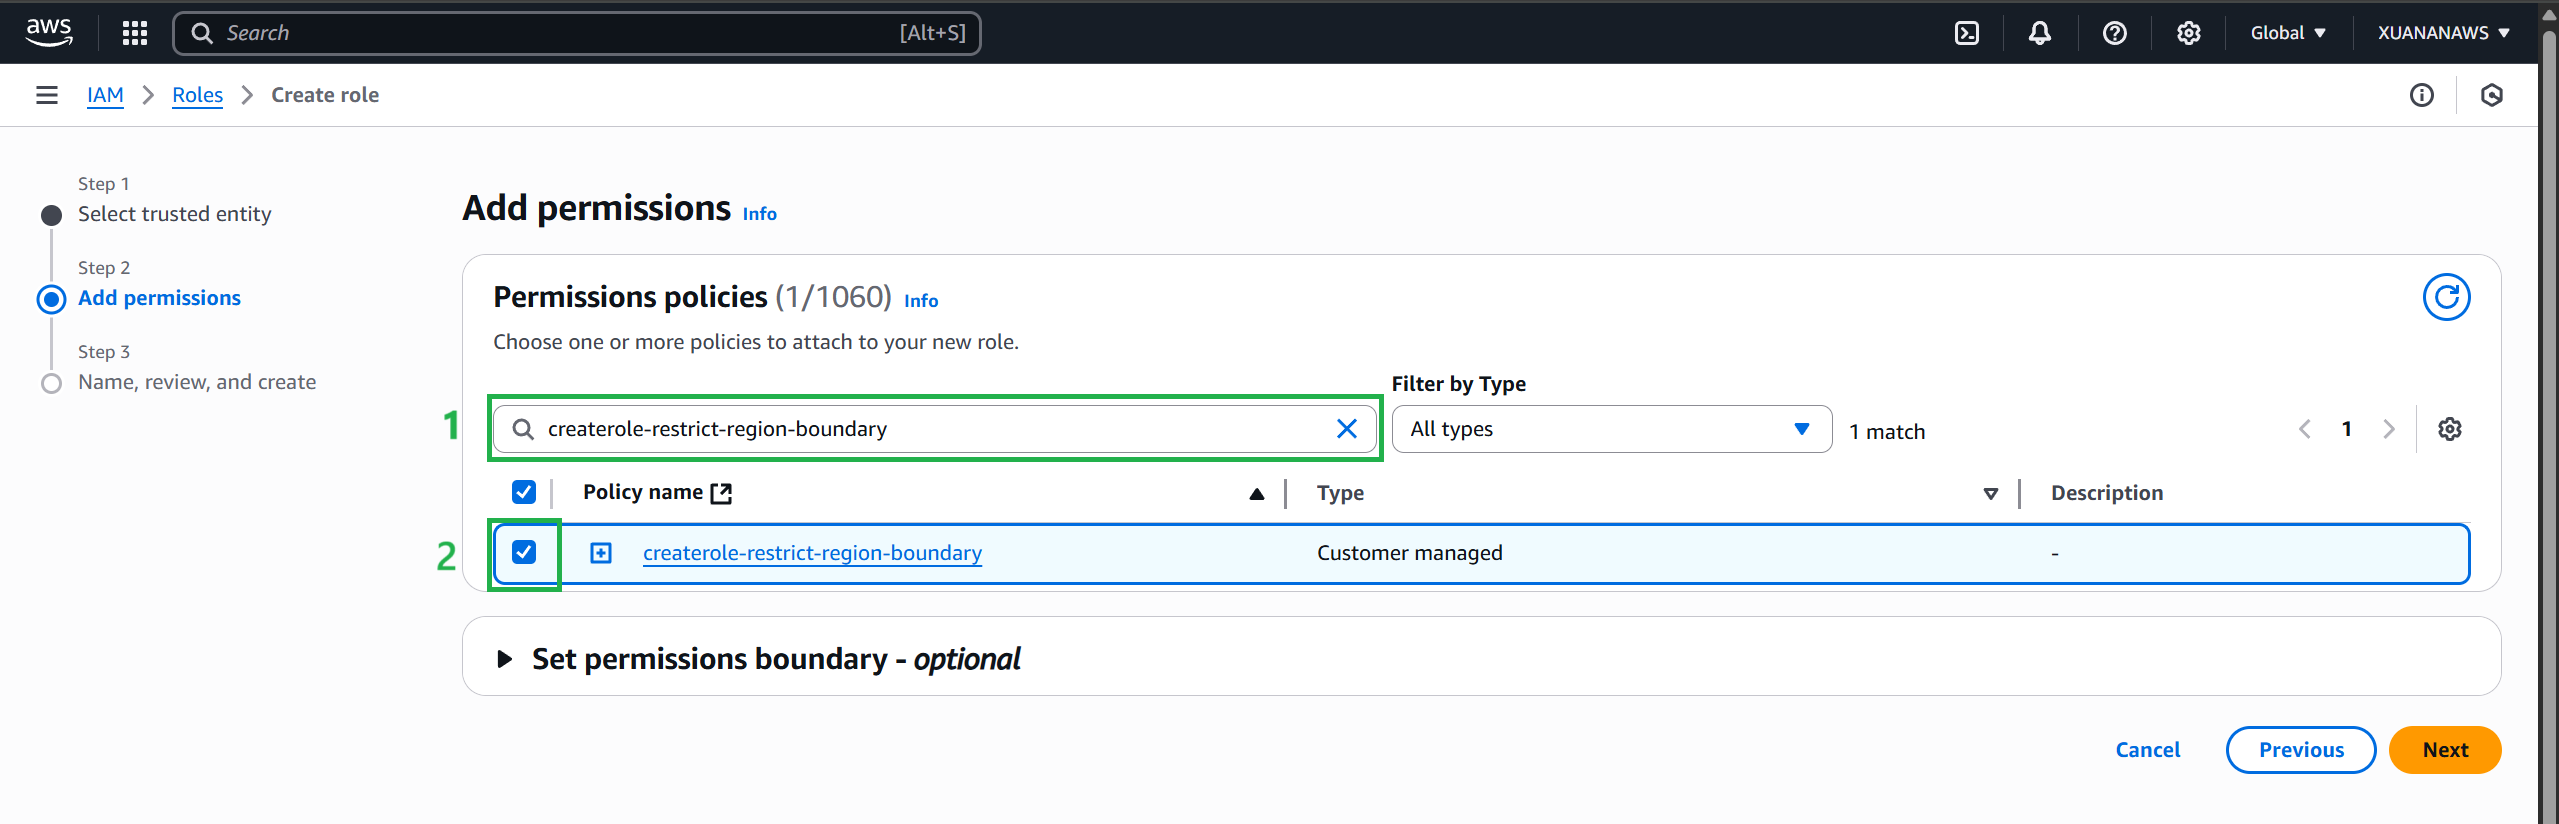 aws
Search [Alt+S]
Global ▼
XUANANAWS ▼
IAM > Roles > Create role
Step 1
Select trusted entity
Step 2
Add permissions
Step 3
Name, review, and create
Add permissions Info
Permissions policies (1/1060) Info
Choose one or more policies to attach to your new role.
Filter by Type
1
createrole-restrict-region-boundary
All types
1 match
1
Policy name
Type
Description
2
createrole-restrict-region-boundary
Customer managed
-
Set permissions boundary - optional
Cancel
Previous
Next